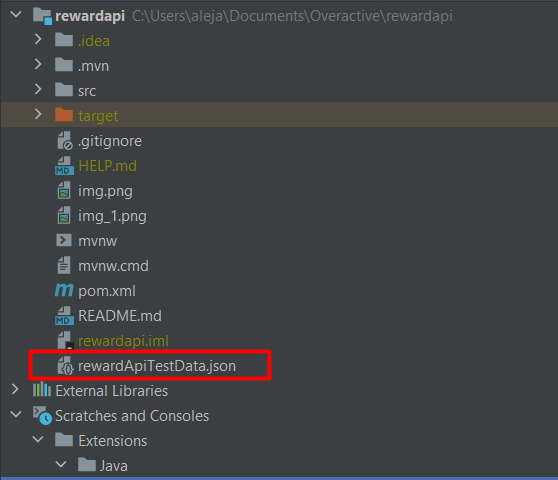 rewardapi C:\Users\aleja\Documents\Overactive\rewardapi
.idea
.mvn
src
target
.gitignore
HELP.md
img.png
img_1.png
mvnw
mvnw.cmd
pom.xml
README.md
rewardapi.iml
rewardApiTestData.json
External Libraries
Scratches and Consoles
Extensions
Java